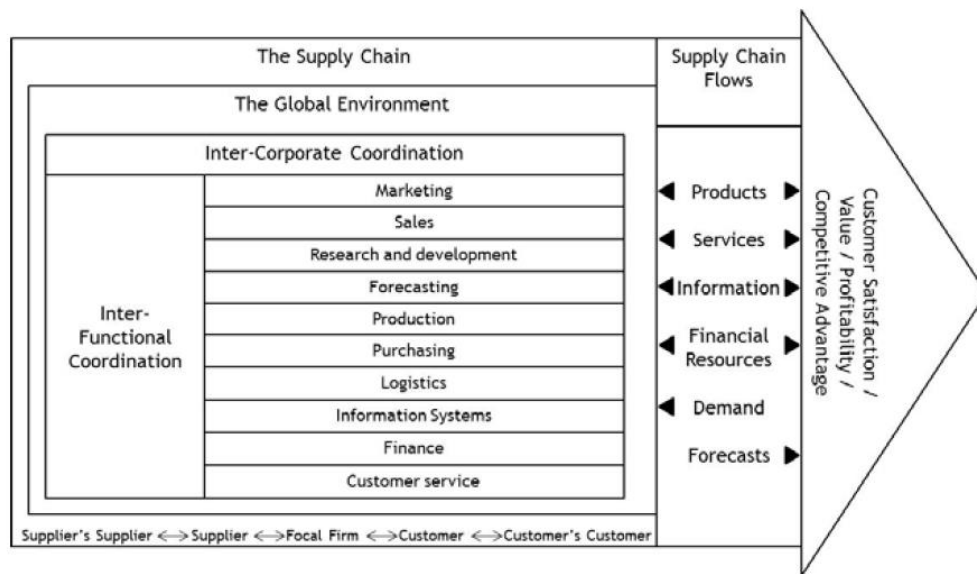 The Supply Chain
Supply Chain
Flows
The Global Environment
Inter-Corporate Coordination
Inter-
Functional
Coordination
Marketing
Sales
Research and development
Forecasting
Production
Purchasing
Logistics
Information Systems
Finance
Customer service
Products
Services
Information
Financial
Resources
Demand
Forecasts
Customer Satisfaction /
Value / Profitability /
Competitive Advantage
Supplier's Supplier <-> Supplier <-> Focal Firm <-> Customer <-> Customer's Customer